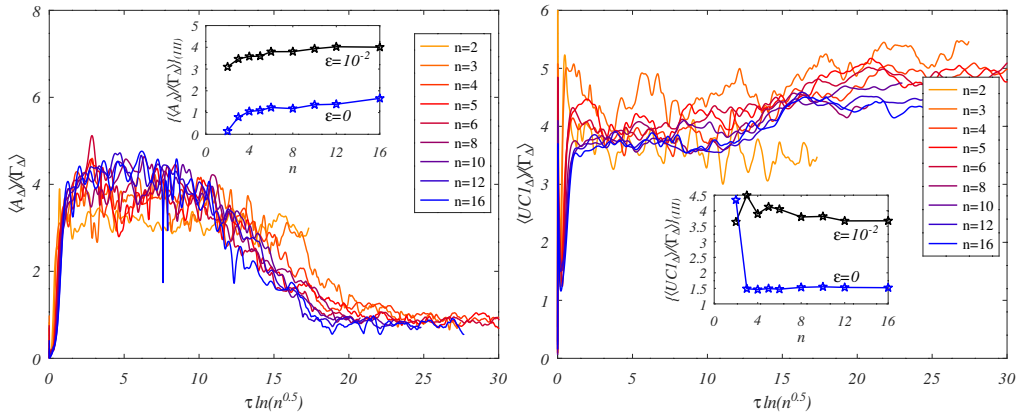 8
6
4
2
0
0 5 10 15 20 25 30
⟨A_Δ⟩/⟨Γ_Δ⟩
τ ln(n^{0.5})
5
4
3
2
1
0
0 4 8 12 16
n
{⟨A_Δ⟩/⟨Γ_Δ⟩}_{(III)}
ε=10^{-2}
ε=0
n=2
n=3
n=4
n=5
n=6
n=8
n=10
n=12
n=16
6
5
4
3
2
1
0
0 5 10 15 20 25 30
⟨UC1_Δ⟩/⟨Γ_Δ⟩
τ ln(n^{0.5})
n=2
n=3
n=4
n=5
n=6
n=8
n=10
n=12
n=16
4.5
4
3.5
3
2.5
2
1.5
1
0 4 8 12 16
n
{⟨UC1_Δ⟩/⟨Γ_Δ⟩}_{(III)}
ε=10^{-2}
ε=0